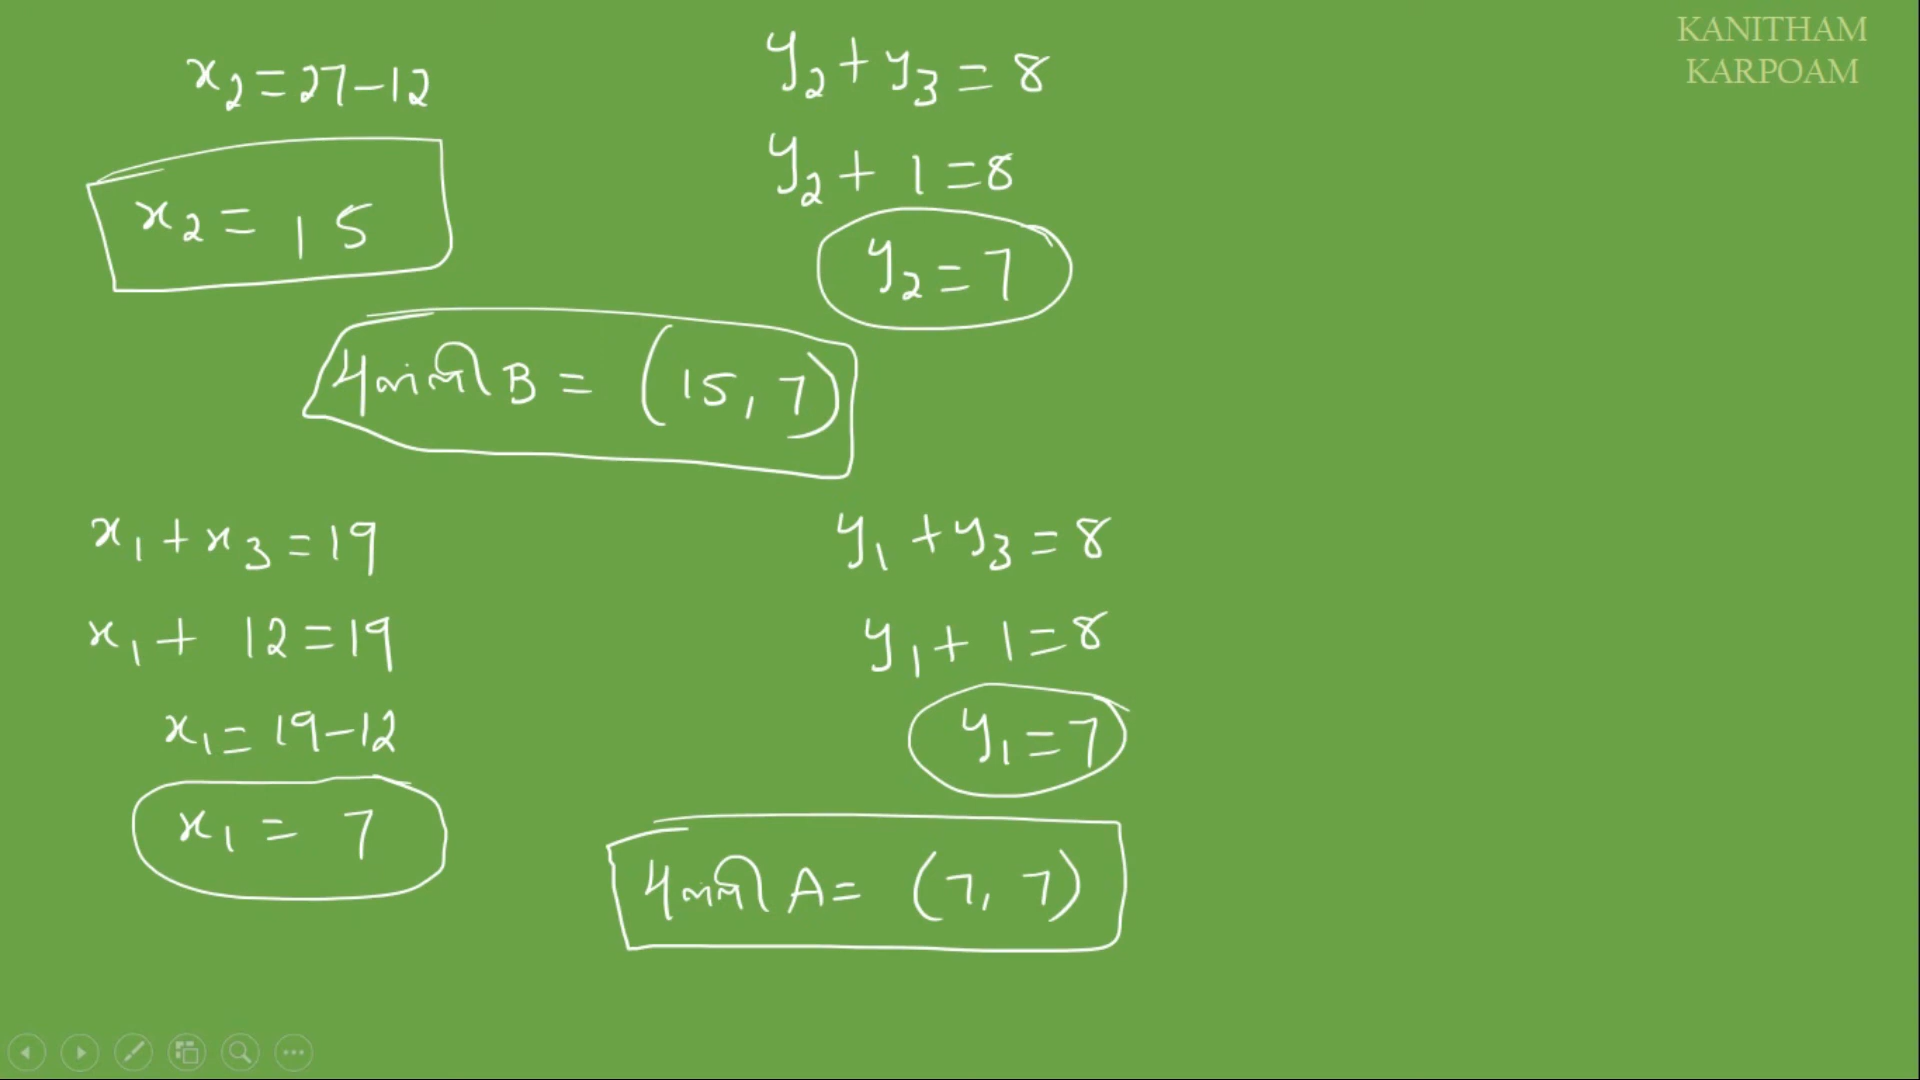 KANITHAM
KARPOAM
x₂ = 27 - 12
x₂ = 15
y₂ + y₃ = 8
y₂ + 1 = 8
y₂ = 7
புள்ளி B = (15, 7)
x₁ + x₃ = 19
x₁ + 12 = 19
x₁ = 19 - 12
x₁ = 7
y₁ + y₃ = 8
y₁ + 1 = 8
y₁ = 7
புள்ளி A = (7, 7)